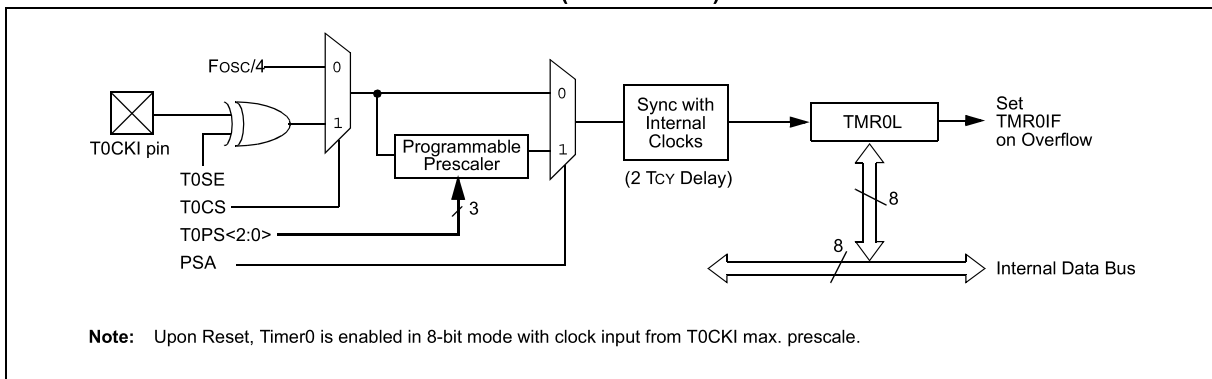 FOSC/4
0
1
T0CKI pin
T0SE
T0CS
T0PS<2:0>
PSA
Programmable
Prescaler
3
0
1
Sync with
Internal
Clocks
(2 TCY Delay)
TMR0L
Set
TMR0IF
on Overflow
8
8
Internal Data Bus
Note: Upon Reset, Timer0 is enabled in 8-bit mode with clock input from T0CKI max. prescale.